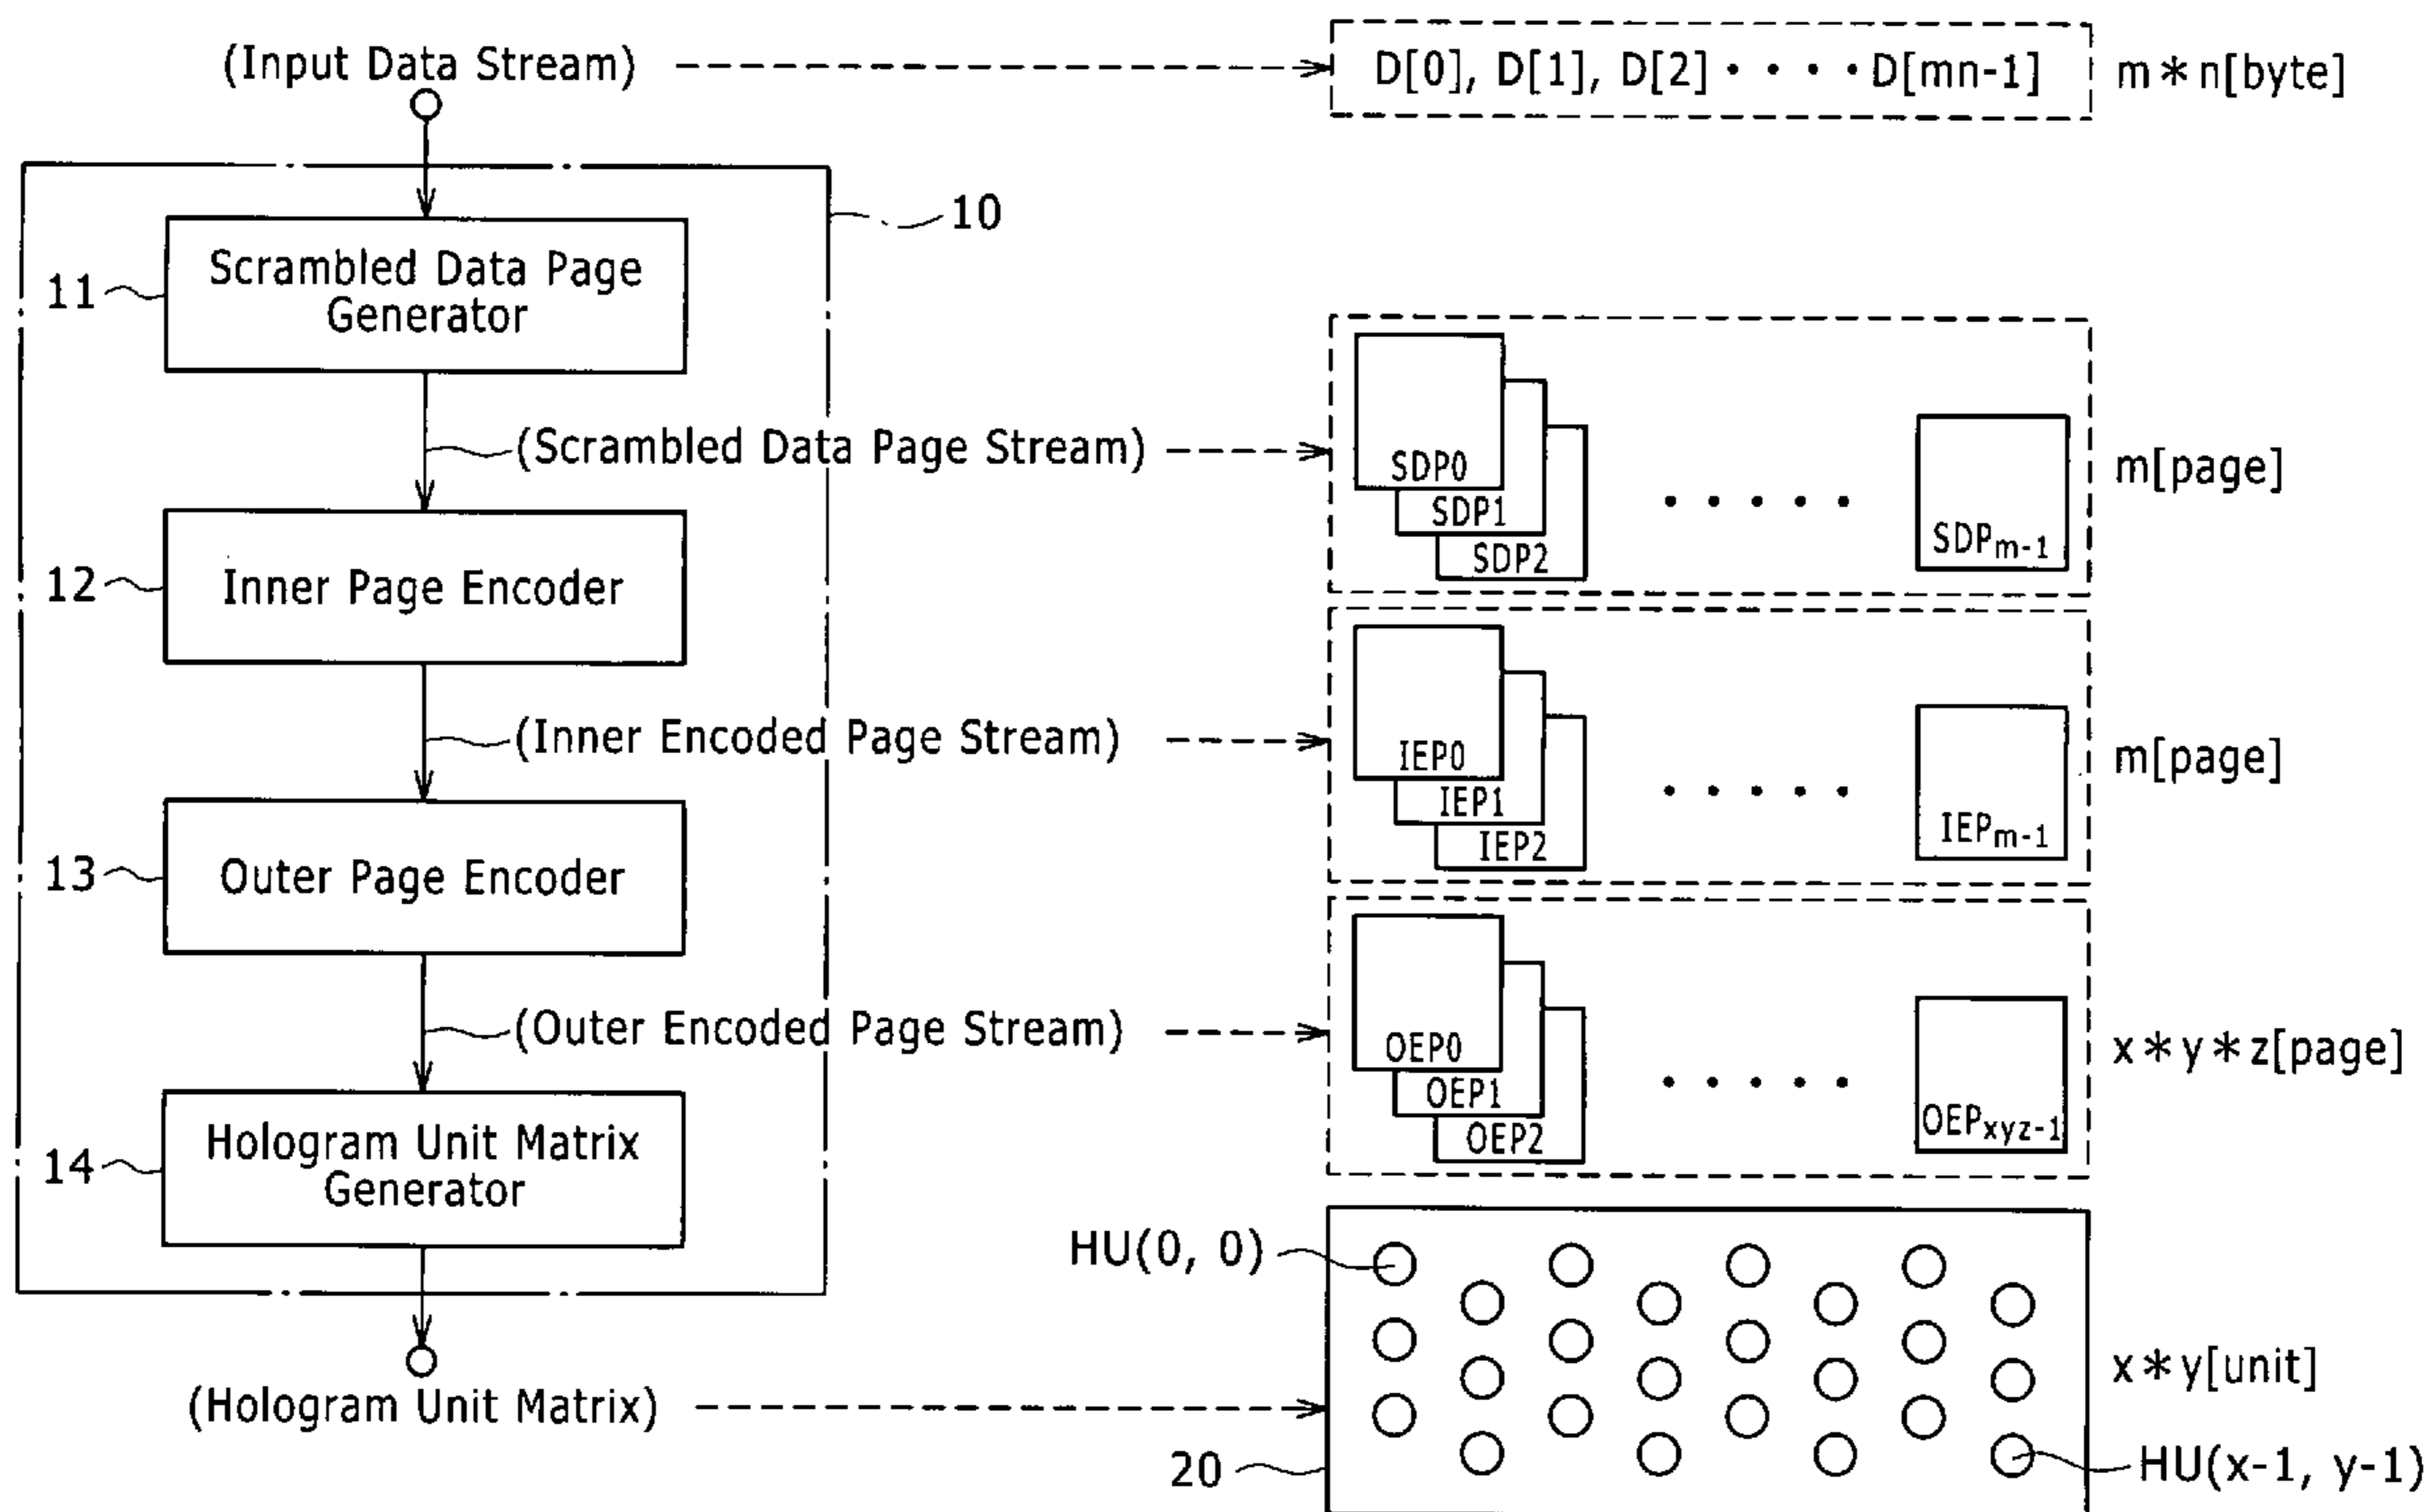 (Input Data Stream)
D[0], D[1], D[2] • • • • D[mn-1]
m*n[byte]
10
11
Scrambled Data Page
Generator
(Scrambled Data Page Stream)
SDP0
SDP1
SDP2
• • • • •
SDPm-1
m[page]
12
Inner Page Encoder
(Inner Encoded Page Stream)
IEP0
IEP1
IEP2
• • • • •
IEPm-1
m[page]
13
Outer Page Encoder
(Outer Encoded Page Stream)
OEP0
OEP1
OEP2
• • • • •
OEPxyz-1
x*y*z[page]
14
Hologram Unit Matrix
Generator
(Hologram Unit Matrix)
HU(0, 0)
x*y[unit]
20
HU(x-1, y-1)